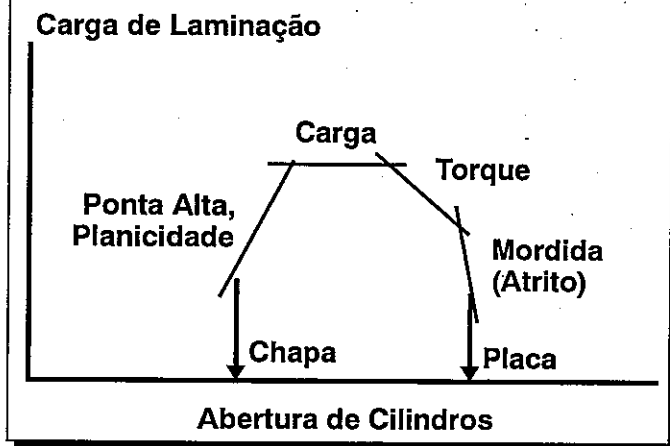 Carga de Laminação
Carga
Torque
Ponta Alta,
Planicidade
Mordida
(Atrito)
Chapa
Placa
Abertura de Cilindros